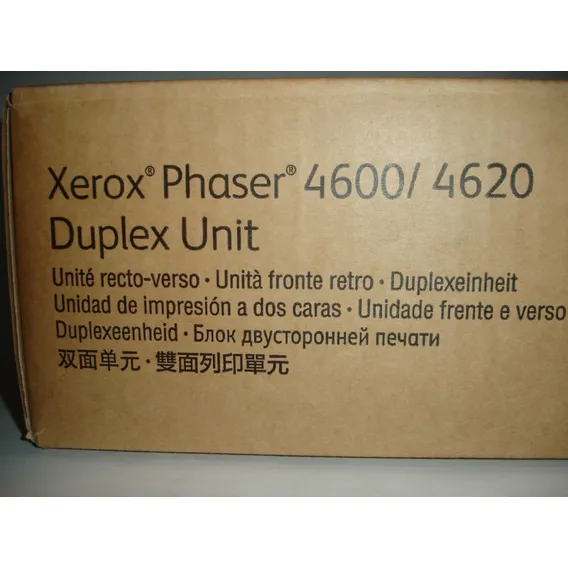 Xerox® Phaser® 4600/ 4620
Duplex Unit
Unité recto-verso · Unità fronte retro · Duplexeinheit
Unidad de impresión a dos caras · Unidade frente e verso
Duplexeenheid · Блок двусторонней печати
双面单元 · 雙面列印單元